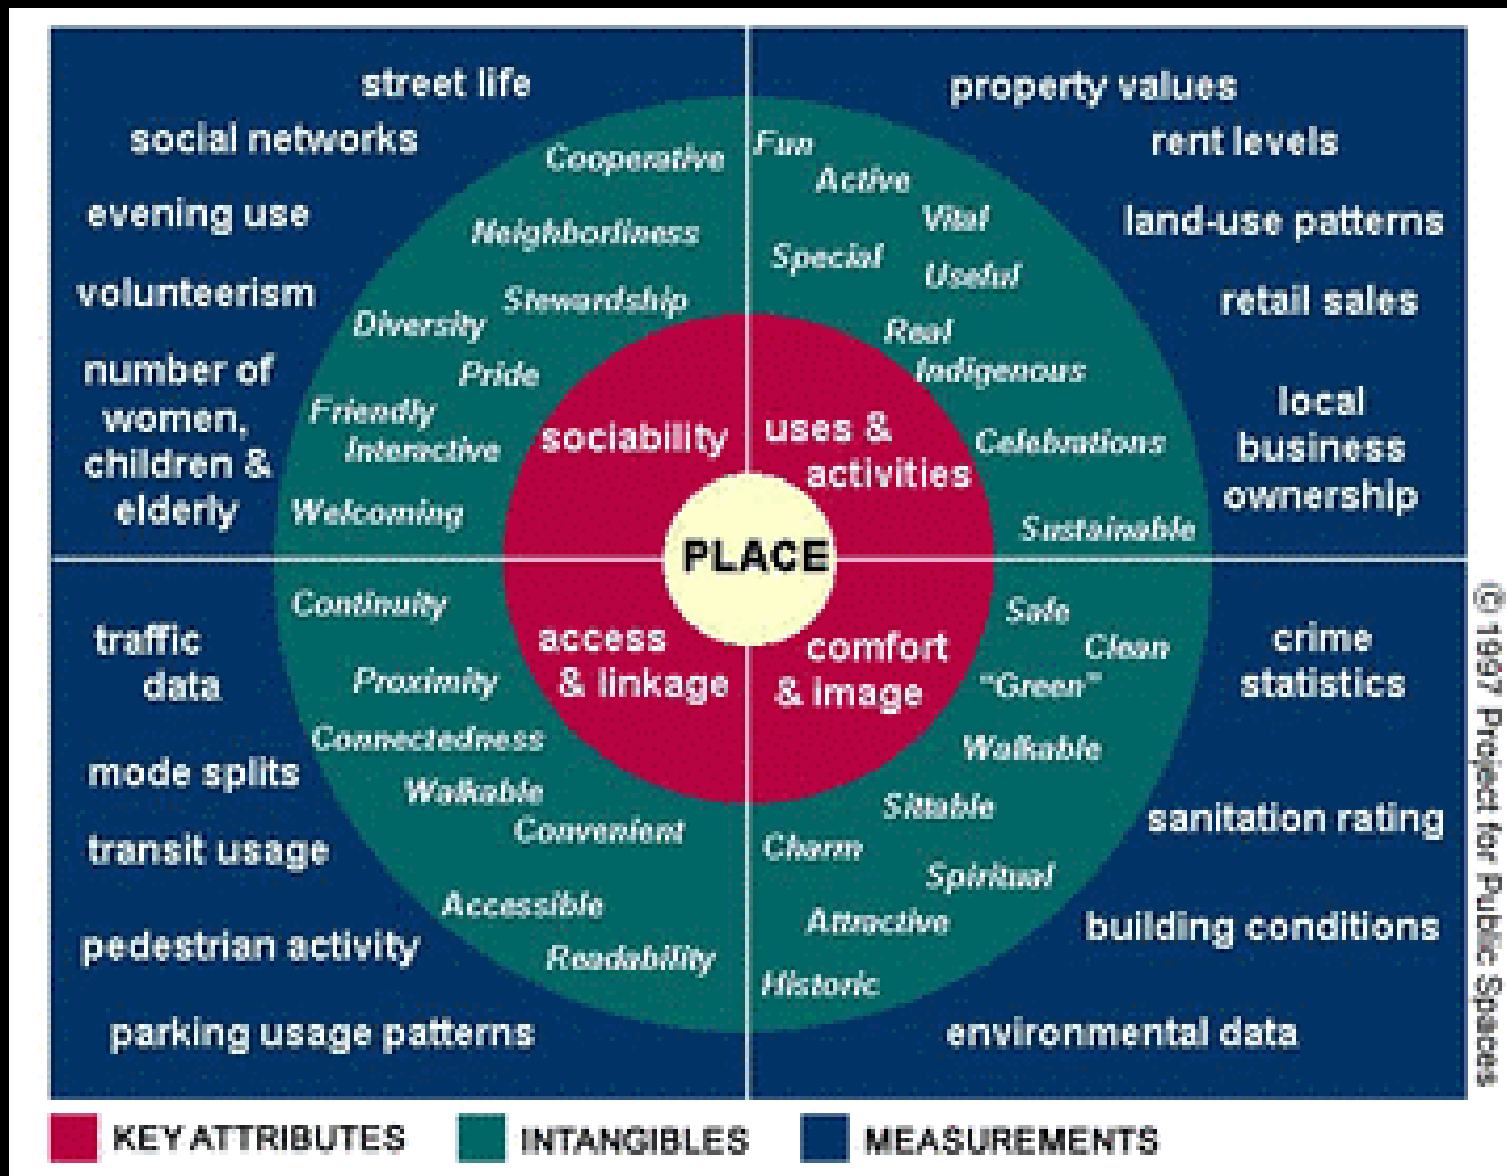 street life
social networks
evening use
volunteerism
number of
women,
children &
elderly
Cooperative
Neighborliness
Stewardship
Diversity
Pride
Friendly
Interactive
Welcoming
sociability
property values
rent levels
land-use patterns
retail sales
local
business
ownership
Fun
Active
Vital
Special
Useful
Real
Indigenous
Celebrations
Sustainable
uses &
activities
PLACE
traffic
data
mode splits
transit usage
pedestrian activity
parking usage patterns
Continuity
Proximity
Connectedness
Walkable
Convenient
Accessible
Readability
access
& linkage
comfort
& image
Safe
Clean
"Green"
Walkable
Sittable
Charm
Spiritual
Attractive
Historic
crime
statistics
sanitation rating
building conditions
environmental data
© 1997 Project for Public Spaces
KEY ATTRIBUTES
INTANGIBLES
MEASUREMENTS